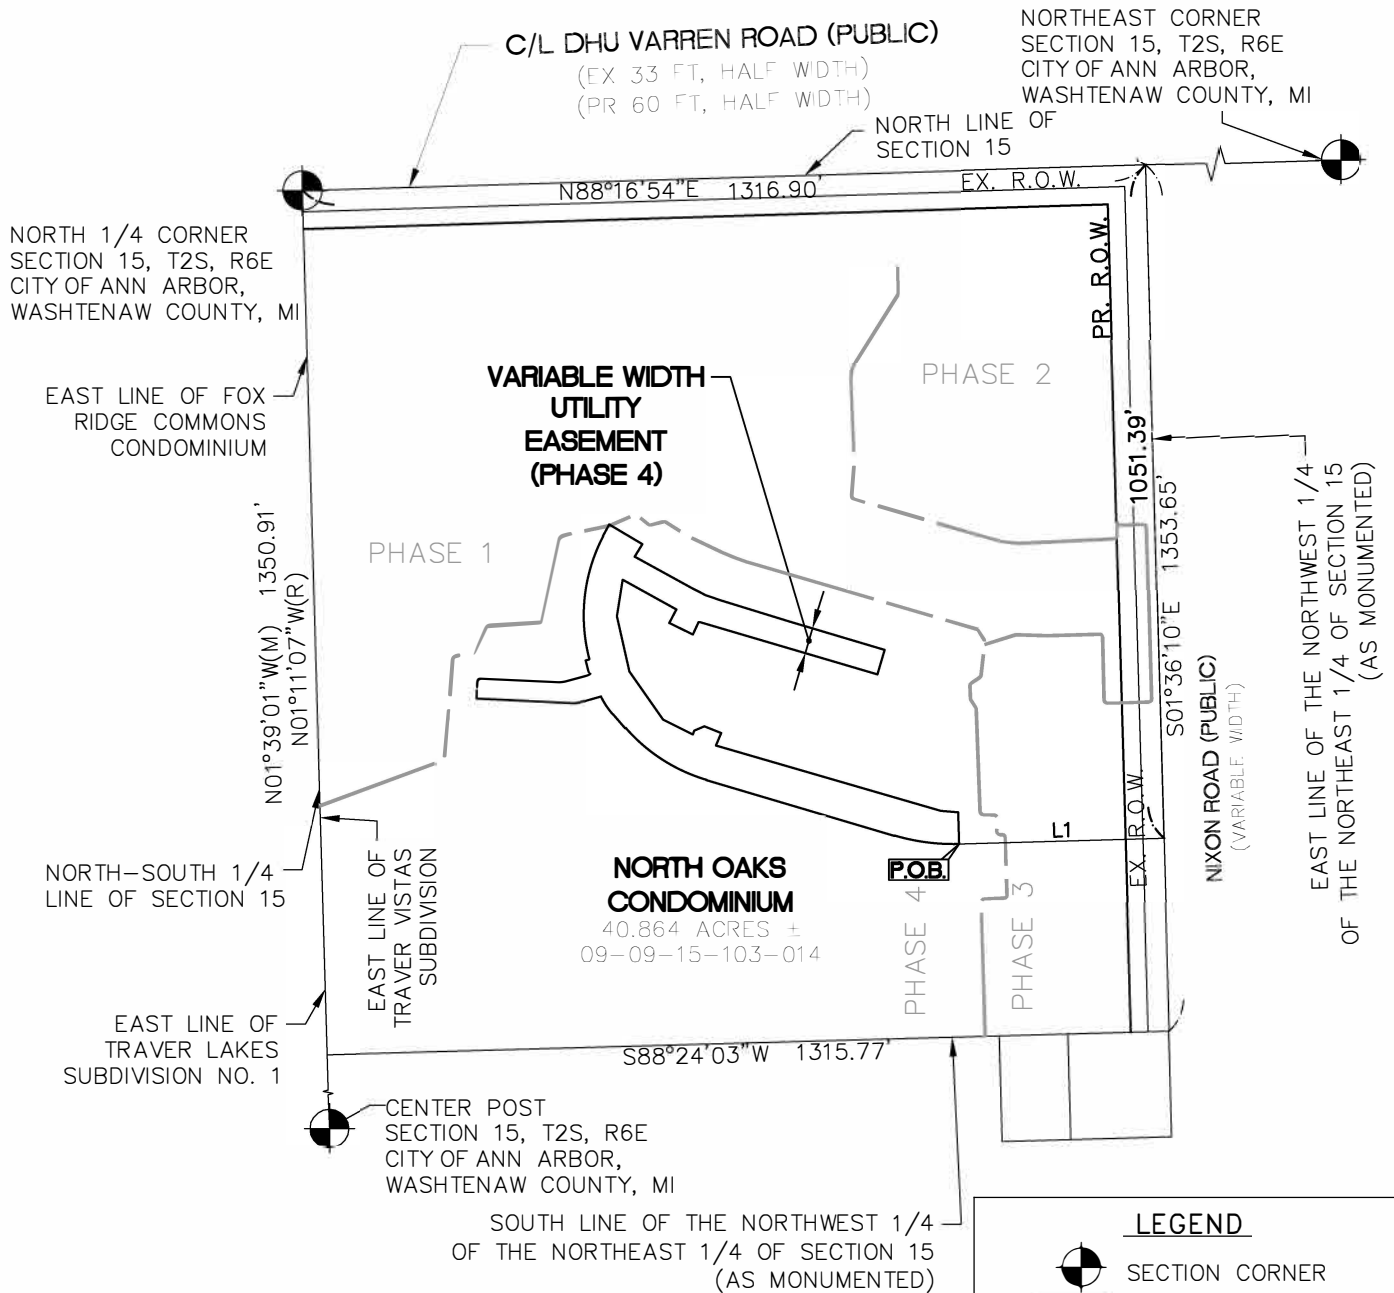 C/L DHU VARREN ROAD (PUBLIC)
(EX 33 FT, HALF WIDTH)
(PR 60 FT, HALF WIDTH)
NORTHEAST CORNER
SECTION 15, T2S, R6E
CITY OF ANN ARBOR,
WASHTENAW COUNTY, MI
NORTH LINE OF
SECTION 15
N88°16'54"E 1316.90'
EX. R.O.W.
NORTH 1/4 CORNER
SECTION 15, T2S, R6E
CITY OF ANN ARBOR,
WASHTENAW COUNTY, MI
PR. R.O.W.
EAST LINE OF FOX
RIDGE COMMONS
CONDOMINIUM
VARIABLE WIDTH
UTILITY
EASEMENT
(PHASE 4)
PHASE 2
1051.39'
S01°36'10"E 1353.65'
EAST LINE OF THE NORTHWEST 1/4
OF THE NORTHEAST 1/4 OF SECTION 15
(AS MONUMENTED)
PHASE 1
N01°39'01"W(M) 1350.91'
N01°11'07"W(R)
NIXON ROAD (PUBLIC)
(VARIABLE WIDTH)
NORTH-SOUTH 1/4
LINE OF SECTION 15
EAST LINE OF
TRAVER VISTAS
SUBDIVISION
NORTH OAKS
CONDOMINIUM
40.864 ACRES ±
09-09-15-103-014
P.O.B.
L1
EX. R.O.W.
PHASE 4
PHASE 3
EAST LINE OF
TRAVER LAKES
SUBDIVISION NO. 1
S88°24'03"W 1315.77'
CENTER POST
SECTION 15, T2S, R6E
CITY OF ANN ARBOR,
WASHTENAW COUNTY, MI
SOUTH LINE OF THE NORTHWEST 1/4
OF THE NORTHEAST 1/4 OF SECTION 15
(AS MONUMENTED)
LEGEND
SECTION CORNER